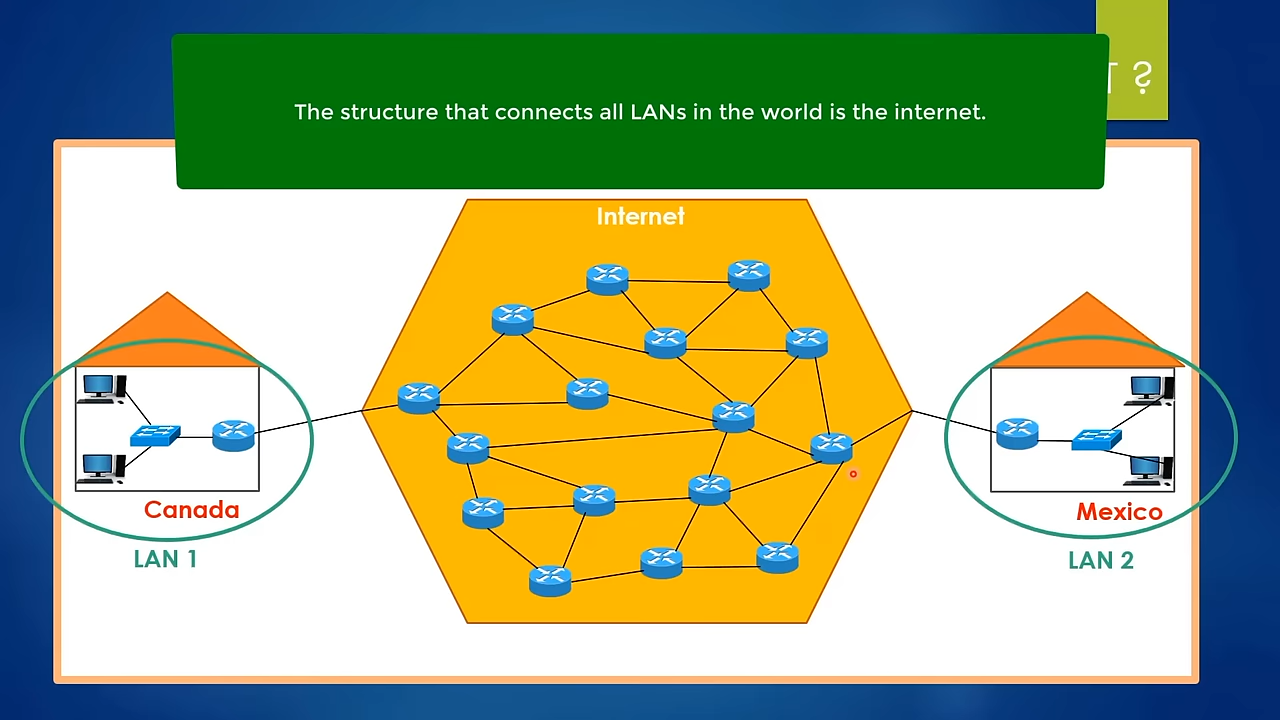 The structure that connects all LANs in the world is the internet.
?
Internet
Canada
Mexico
LAN 1
LAN 2